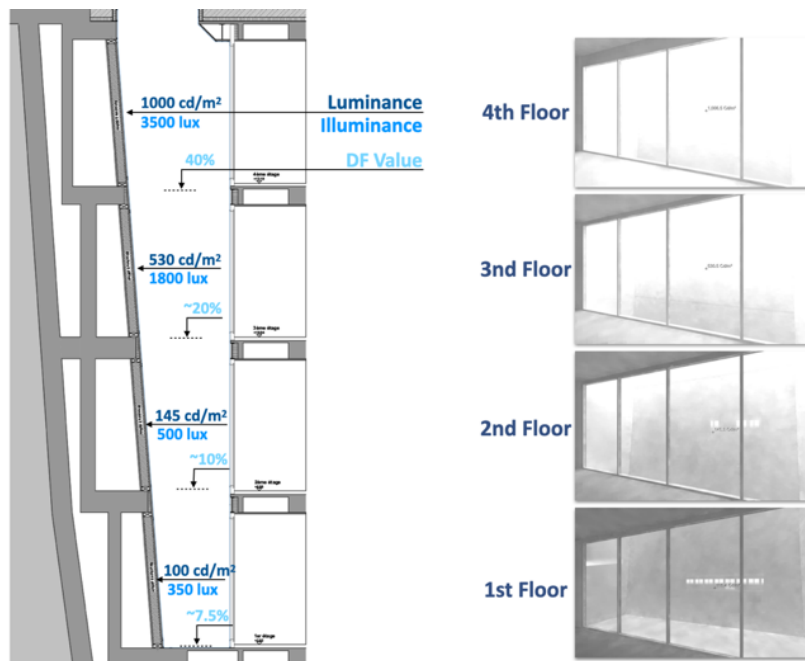 1000 cd/m²
3500 lux
Luminance
Illuminance
40%
DF Value
4th Floor
530 cd/m²
1800 lux
~20%
3nd Floor
145 cd/m²
500 lux
~10%
2nd Floor
100 cd/m²
350 lux
~7.5%
1st Floor